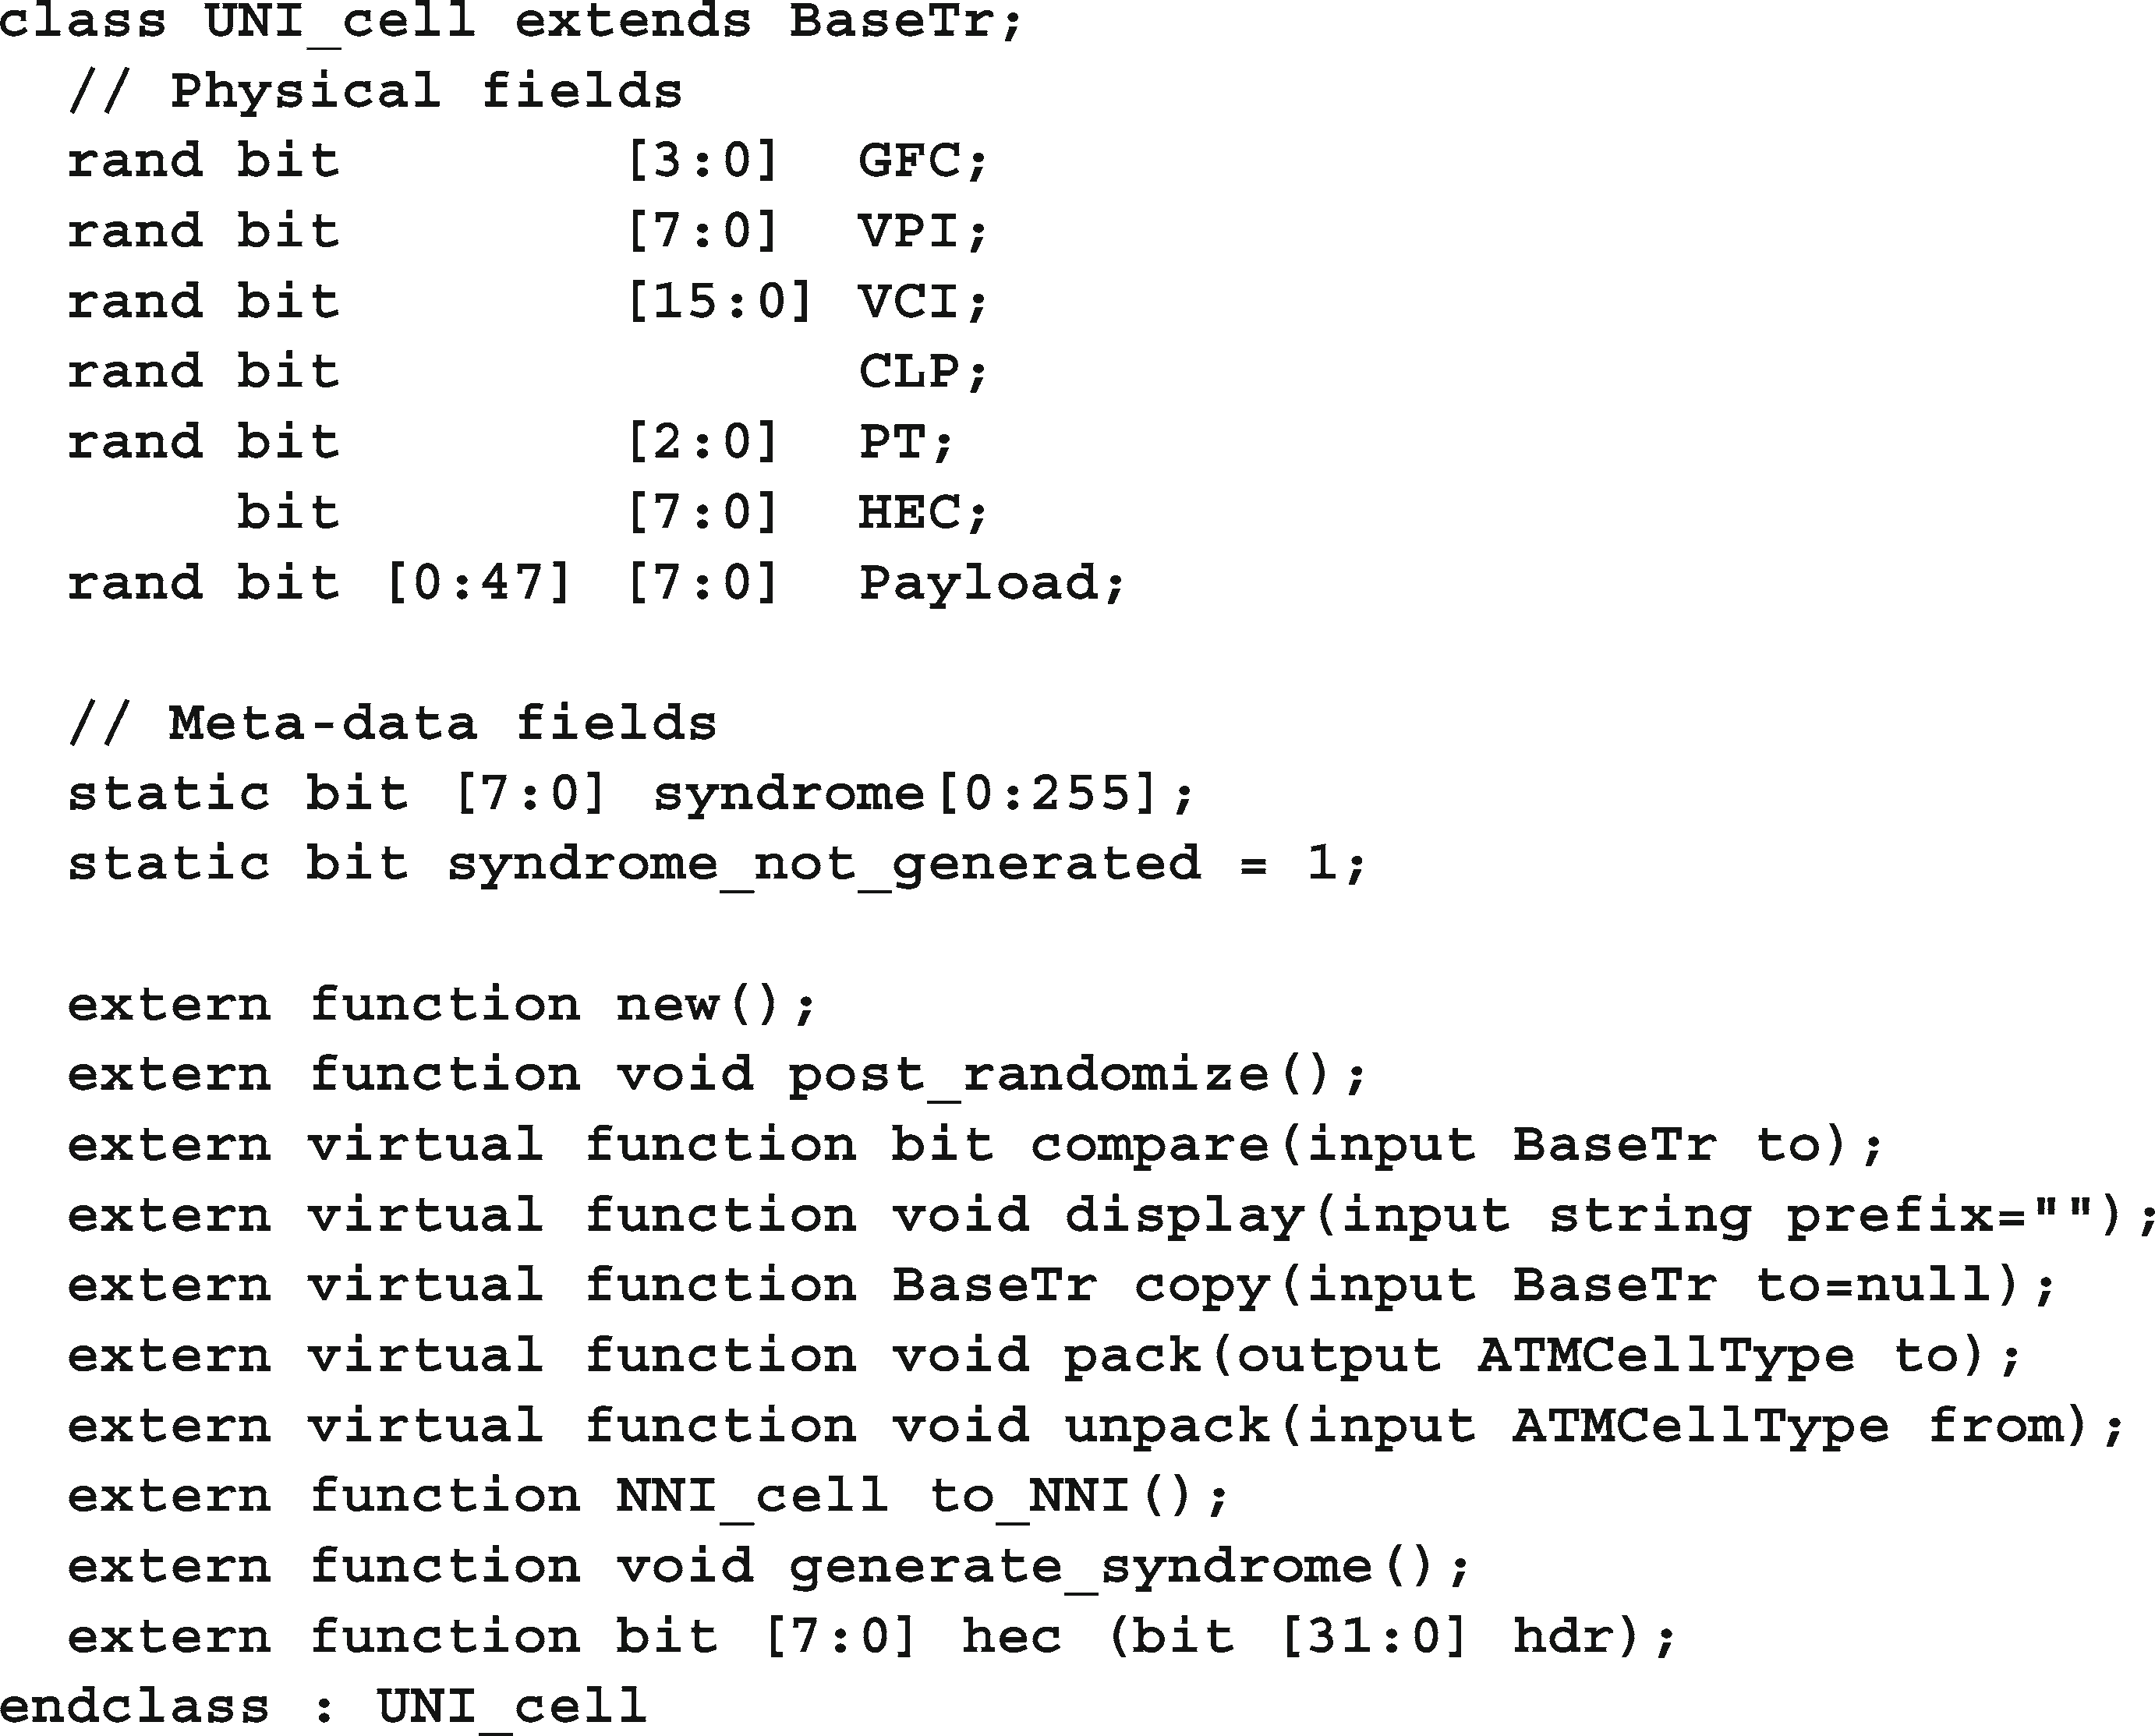 class UNI_cell extends BaseTr;
  // Physical fields
  rand bit        [3:0]  GFC;
  rand bit        [7:0]  VPI;
  rand bit        [15:0] VCI;
  rand bit               CLP;
  rand bit        [2:0]  PT;
       bit        [7:0]  HEC;
  rand bit [0:47] [7:0]  Payload;

  // Meta-data fields
  static bit [7:0] syndrome[0:255];
  static bit syndrome_not_generated = 1;

  extern function new();
  extern function void post_randomize();
  extern virtual function bit compare(input BaseTr to);
  extern virtual function void display(input string prefix="");
  extern virtual function BaseTr copy(input BaseTr to=null);
  extern virtual function void pack(output ATMCellType to);
  extern virtual function void unpack(input ATMCellType from);
  extern function NNI_cell to_NNI();
  extern function void generate_syndrome();
  extern function bit [7:0] hec (bit [31:0] hdr);
endclass : UNI_cell